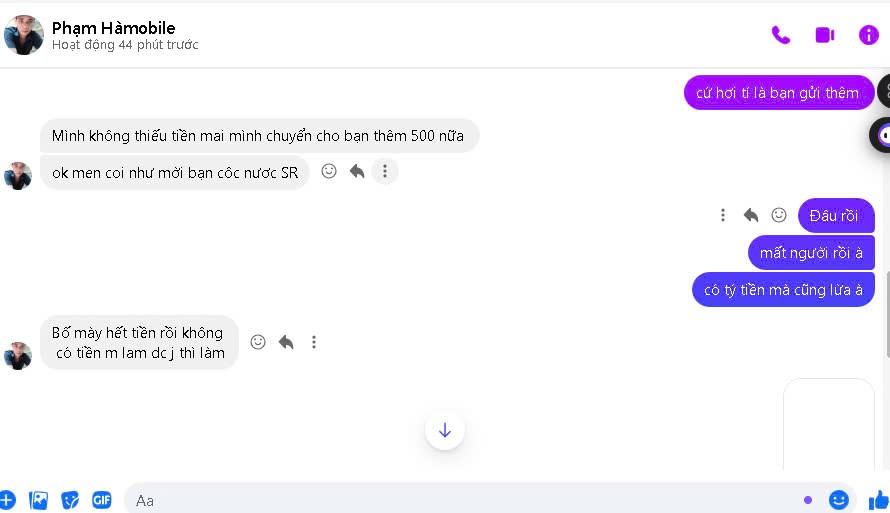 Phạm Hàmobile
Hoạt động 44 phút trước
cứ hơi tí là bạn gửi thêm
Mình không thiếu tiền mai mình chuyển cho bạn thêm 500 nữa
ok men coi như mời bạn côc nươc SR
Đâu rồi
mất người rồi à
có tý tiền mà cũng lừa à
Bố mày hết tiền rồi không
có tiền m lam dc j thì làm
GIF
Aa